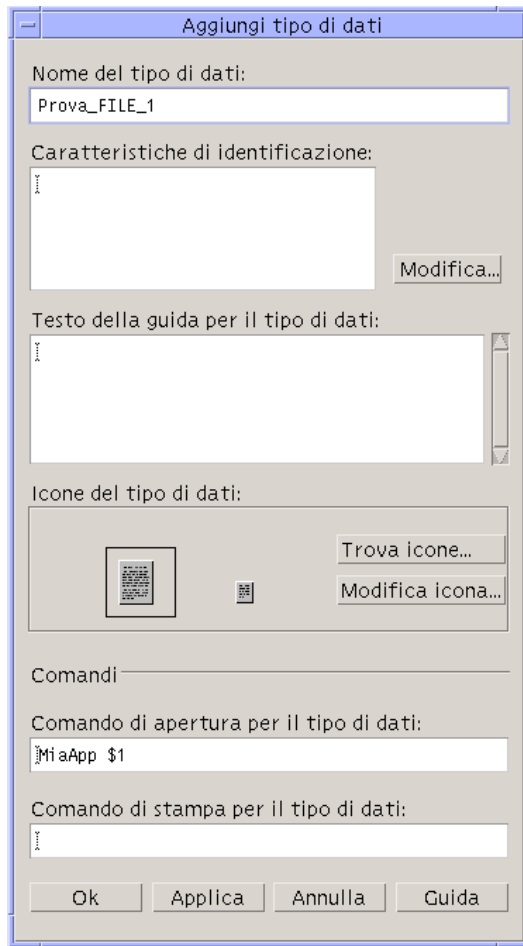 Aggiungi tipo di dati
Nome del tipo di dati:
Prova_FILE_1
Caratteristiche di identificazione:
Modifica...
Testo della guida per il tipo di dati:
Icone del tipo di dati:
Trova icone...
Modifica icona...
Comandi
Comando di apertura per il tipo di dati:
MiaApp $1
Comando di stampa per il tipo di dati:
Ok Applica Annulla Guida